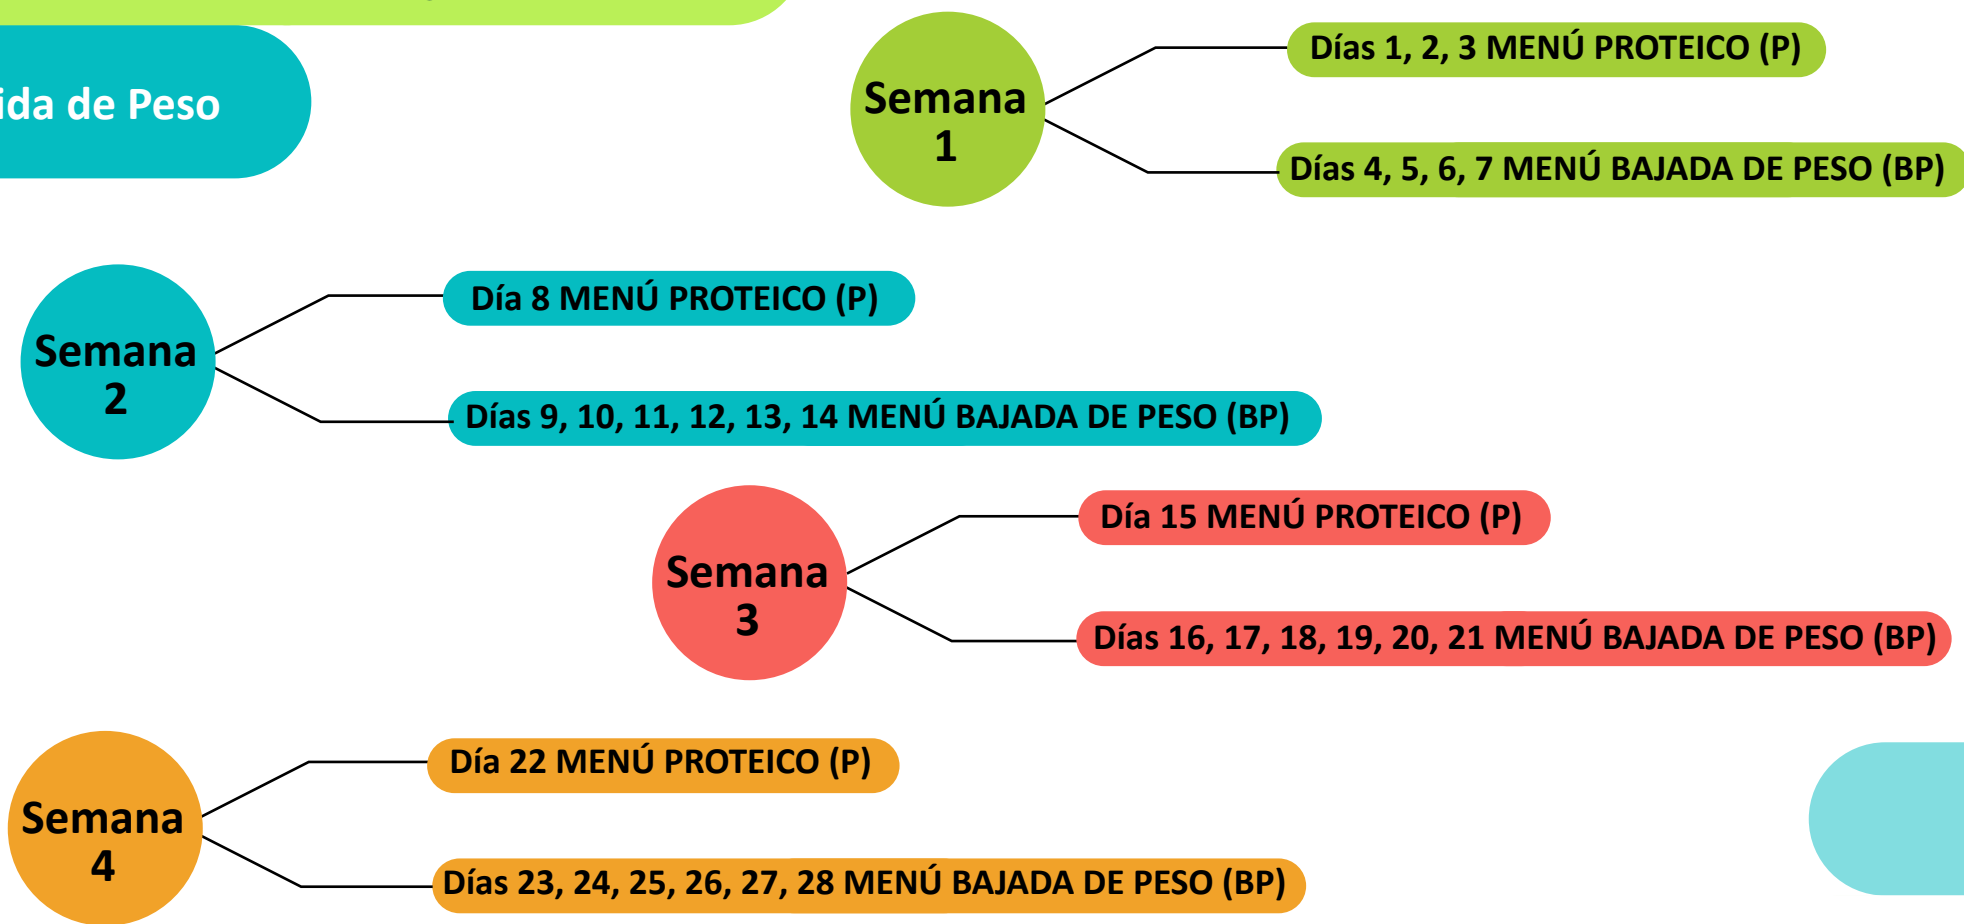 ida de Peso
Semana
1
Días 1, 2, 3 MENÚ PROTEICO (P)
Días 4, 5, 6, 7 MENÚ BAJADA DE PESO (BP)
Semana
2
Día 8 MENÚ PROTEICO (P)
Días 9, 10, 11, 12, 13, 14 MENÚ BAJADA DE PESO (BP)
Semana
3
Día 15 MENÚ PROTEICO (P)
Días 16, 17, 18, 19, 20, 21 MENÚ BAJADA DE PESO (BP)
Semana
4
Día 22 MENÚ PROTEICO (P)
Días 23, 24, 25, 26, 27, 28 MENÚ BAJADA DE PESO (BP)